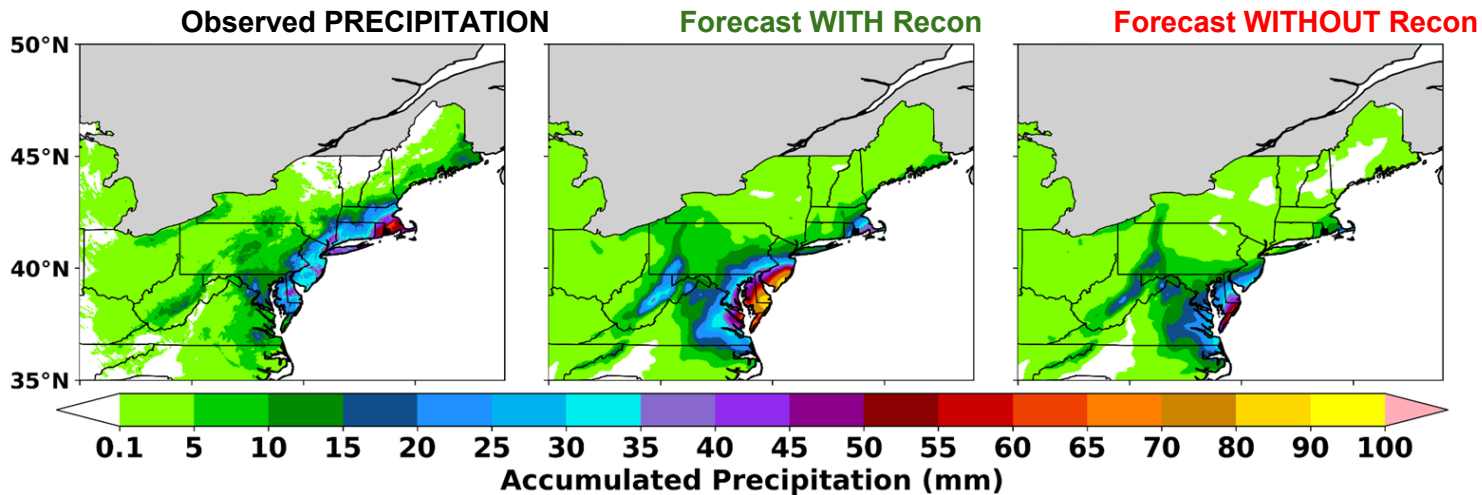 Observed PRECIPITATION Forecast WITH Recon Forecast WITHOUT Recon
50°N
45°N
40°N
35°N
0.1 5 10 15 20 25 30 35 40 45 50 55 60 65 70 80 90 100
Accumulated Precipitation (mm)